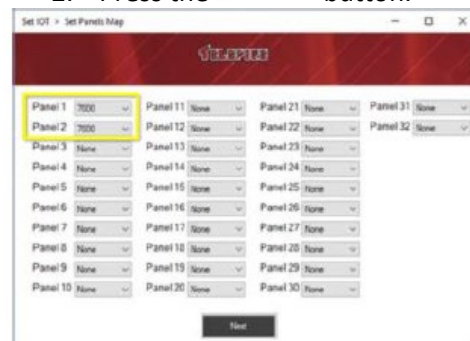 Set IOT > Set Panels Map
TELEFIRE
Panel 1 7000 Panel 11 None Panel 21 None Panel 31 None
Panel 2 7000 Panel 12 None Panel 22 None Panel 32 None
Panel 3 None Panel 13 None Panel 23 None
Panel 4 None Panel 14 None Panel 24 None
Panel 5 None Panel 15 None Panel 25 None
Panel 6 None Panel 16 None Panel 26 None
Panel 7 None Panel 17 None Panel 27 None
Panel 8 None Panel 18 None Panel 28 None
Panel 9 None Panel 19 None Panel 29 None
Panel 10 None Panel 20 None Panel 30 None
Next